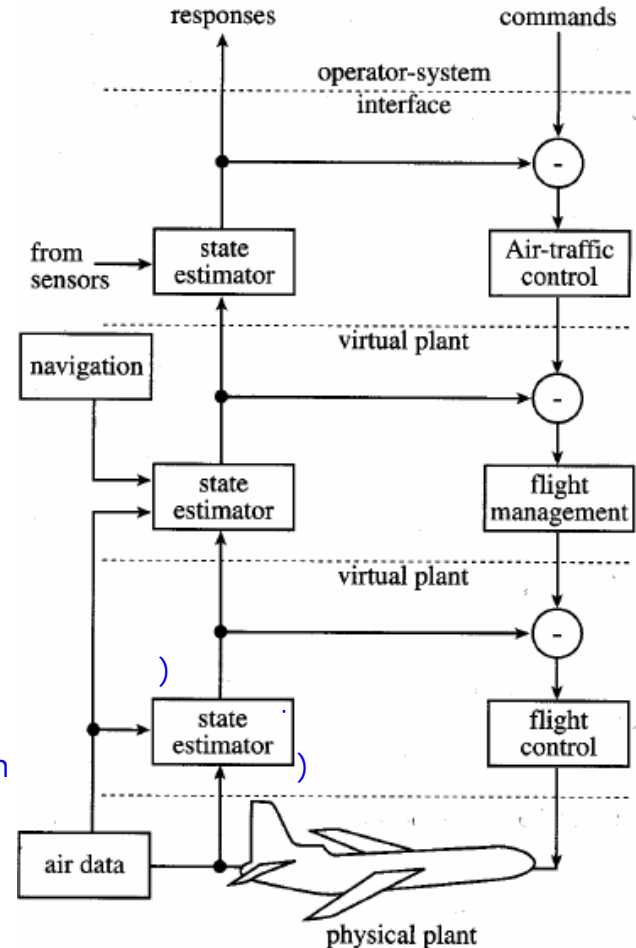 responses
commands
operator-system
interface
-
state
estimator
from
sensors
Air-traffic
control
virtual plant
navigation
-
state
estimator
flight
management
virtual plant
-
)
state
estimator
flight
control
n
)
air data
physical plant